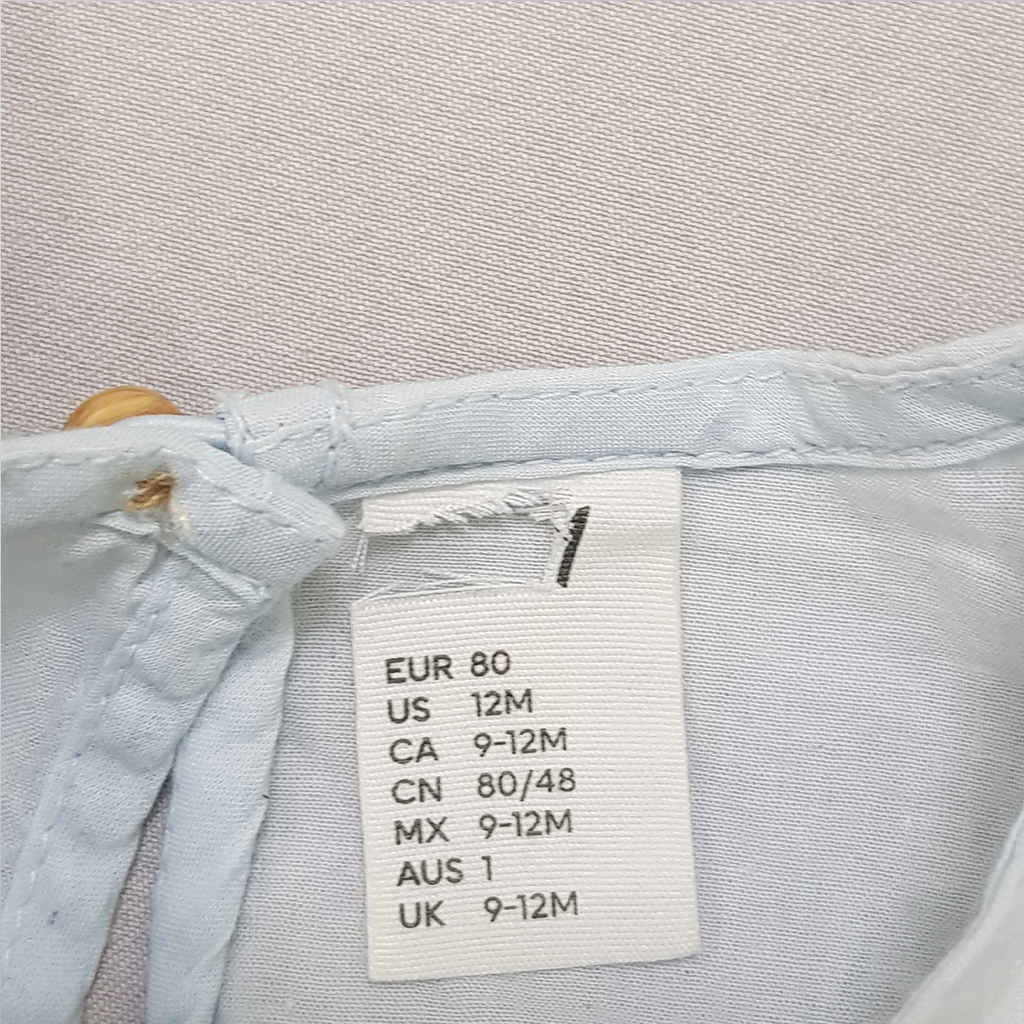 EUR 80
US 12M
CA 9-12M
CN 80/48
MX 9-12M
AUS 1
UK 9-12M